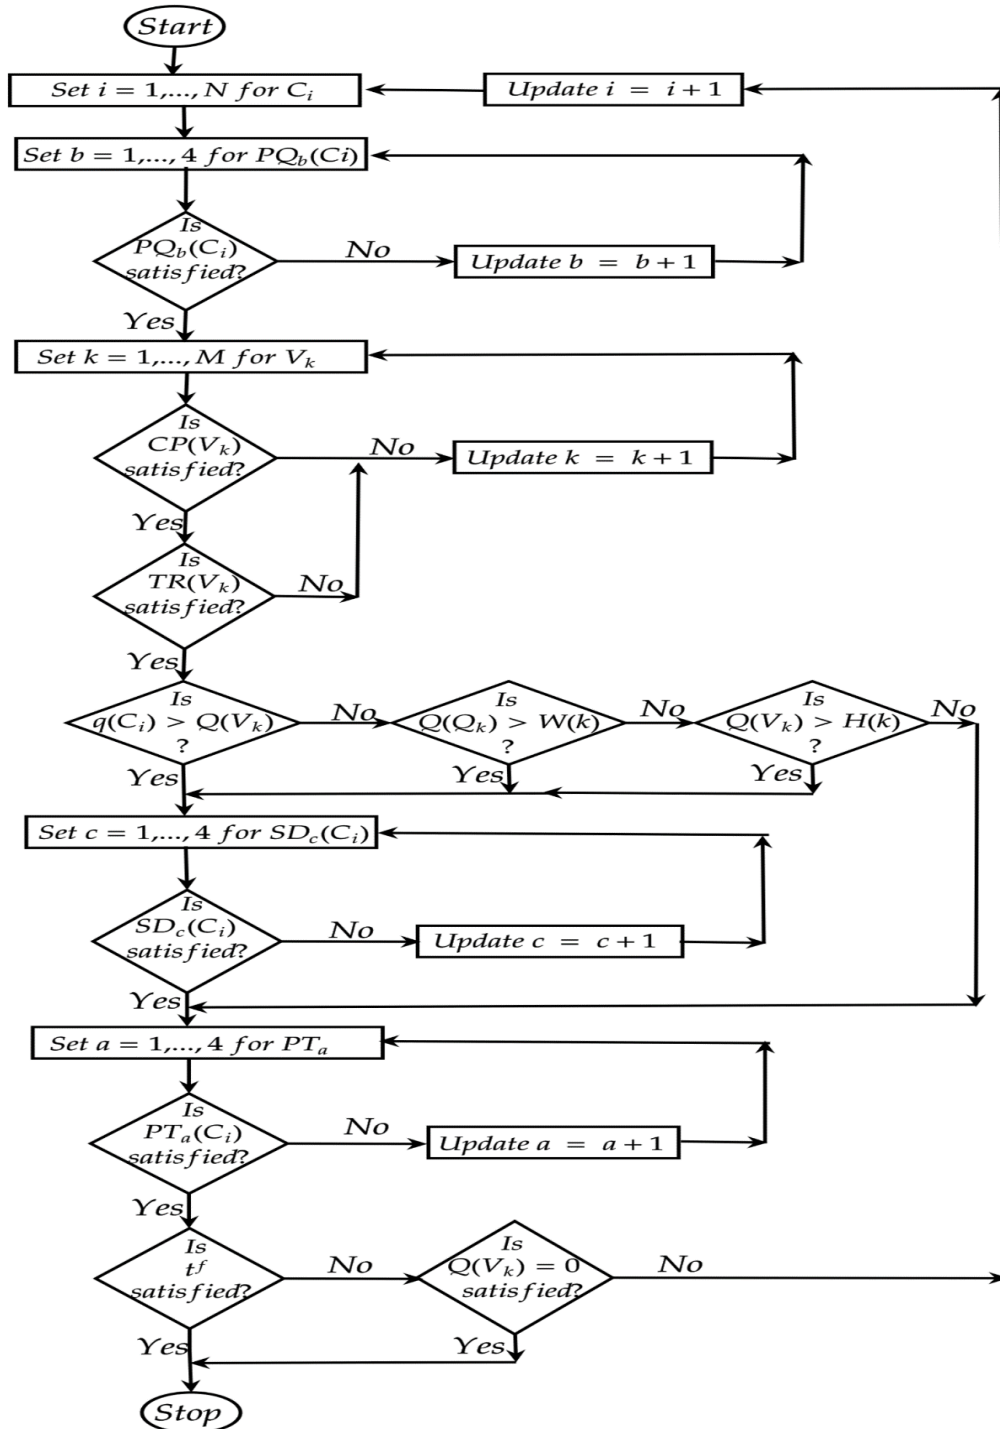 Start
Set i = 1,..., N for C_i
Update i = i + 1
Set b = 1,..., 4 for PQ_b(Ci)
Is
PQ_b(C_i)
satisfied?
No
Update b = b + 1
Yes
Set k = 1,..., M for V_k
Is
CP(V_k)
satisfied?
No
Update k = k + 1
Yes
Is
TR(V_k)
satisfied?
No
Yes
Is
q(C_i) > Q(V_k)
?
No
Is
Q(Q_k) > W(k)
?
No
Is
Q(V_k) > H(k)
?
No
Yes
Yes
Yes
Set c = 1,..., 4 for SD_c(C_i)
Is
SD_c(C_i)
satisfied?
No
Update c = c + 1
Yes
Set a = 1,..., 4 for PT_a
Is
PT_a(C_i)
satisfied?
No
Update a = a + 1
Yes
Is
t^f
satisfied?
No
Is
Q(V_k) = 0
satisfied?
No
Yes
Yes
Stop